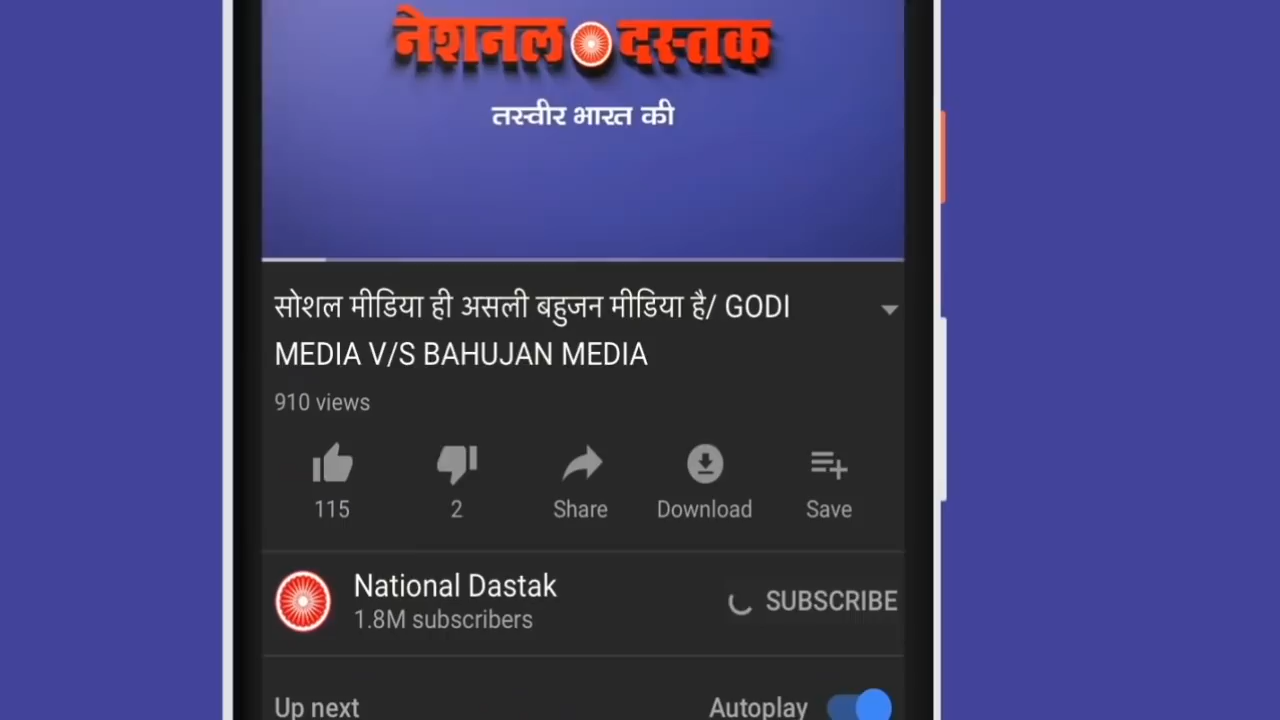 नेशनल दस्तक
तस्वीर भारत की
सोशल मीडिया ही असली बहुजन मीडिया है/ GODI
MEDIA V/S BAHUJAN MEDIA
910 views
115 2 Share Download Save
National Dastak
1.8M subscribers
SUBSCRIBE
Up next Autoplay